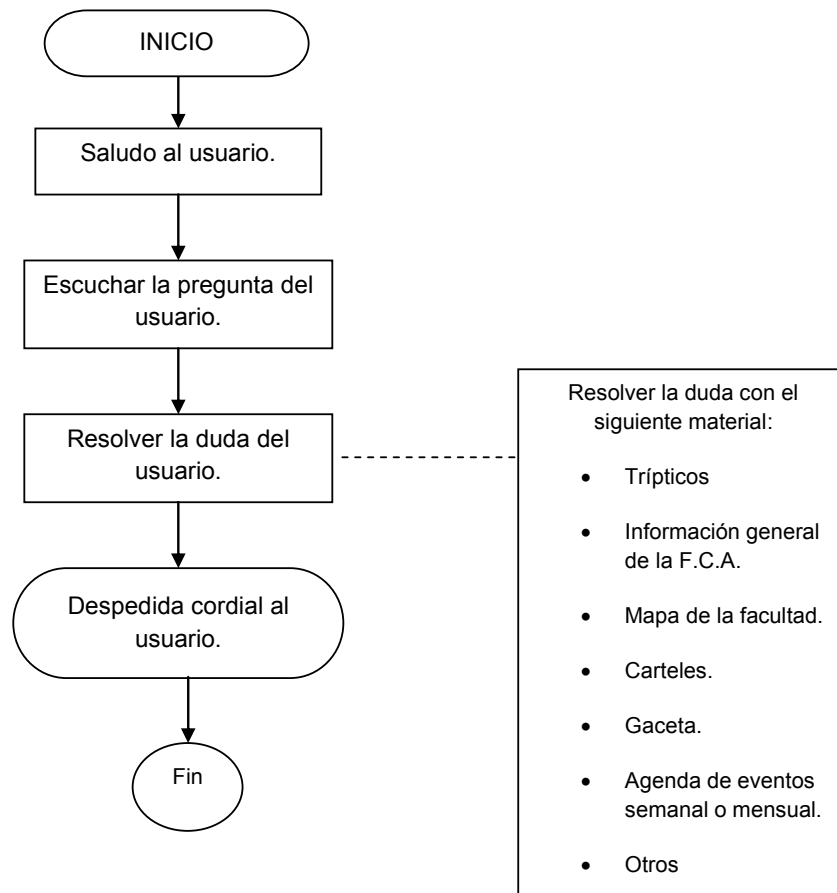 INICIO
Saludo al usuario.
Escuchar la pregunta del
usuario.
Resolver la duda del
usuario.
Despedida cordial al
usuario.
Fin
Resolver la duda con el
siguiente material:
• Trípticos
• Información general
de la F.C.A.
• Mapa de la facultad.
• Carteles.
• Gaceta.
• Agenda de eventos
semanal o mensual.
• Otros